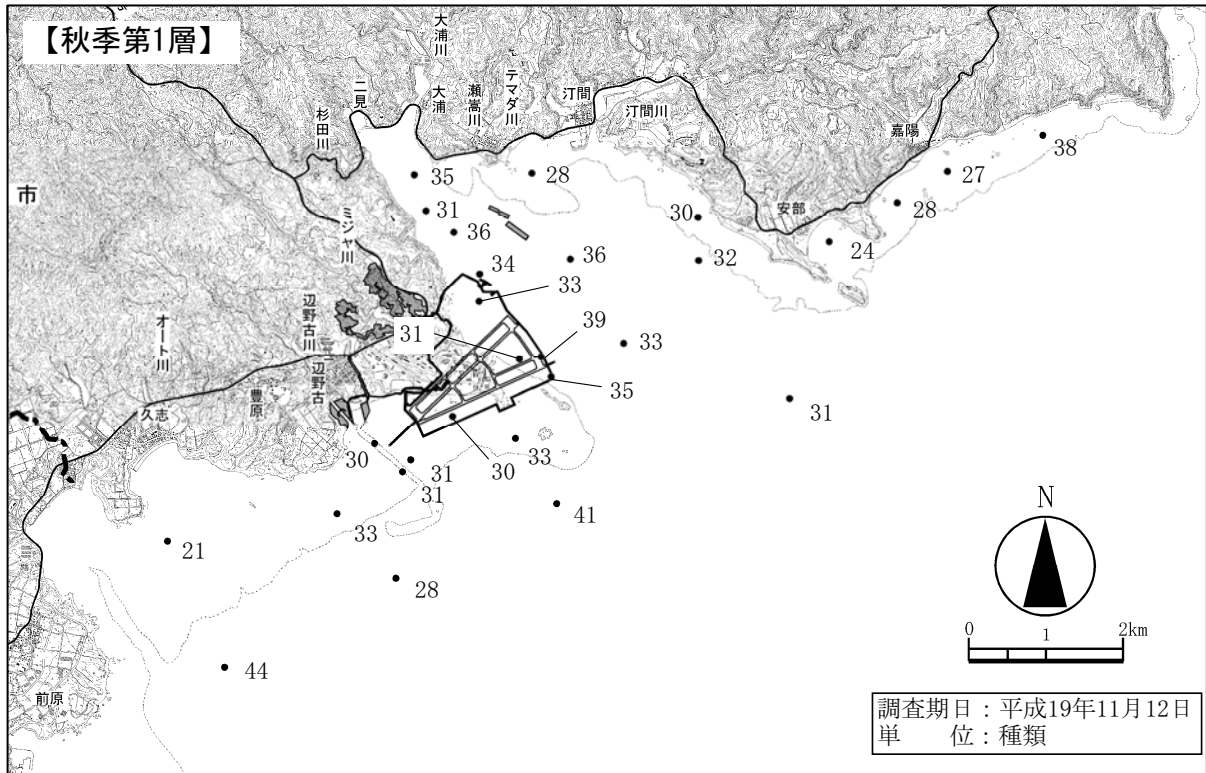 【秋季第1層】
大浦川
大浦
瀬嵩川
テマダ川
汀間
汀間川
二見
杉田川
嘉陽
安部
市
ミジャ川
辺野古川
辺野古
オート川
豊原
久志
前原
38
27
28
24
35
28
31
36
36
30
32
34
33
31
39
33
35
31
30
33
30
31
31
41
33
21
28
44
N
0 1 2km
調査期日：平成19年11月12日
単　　位：種類